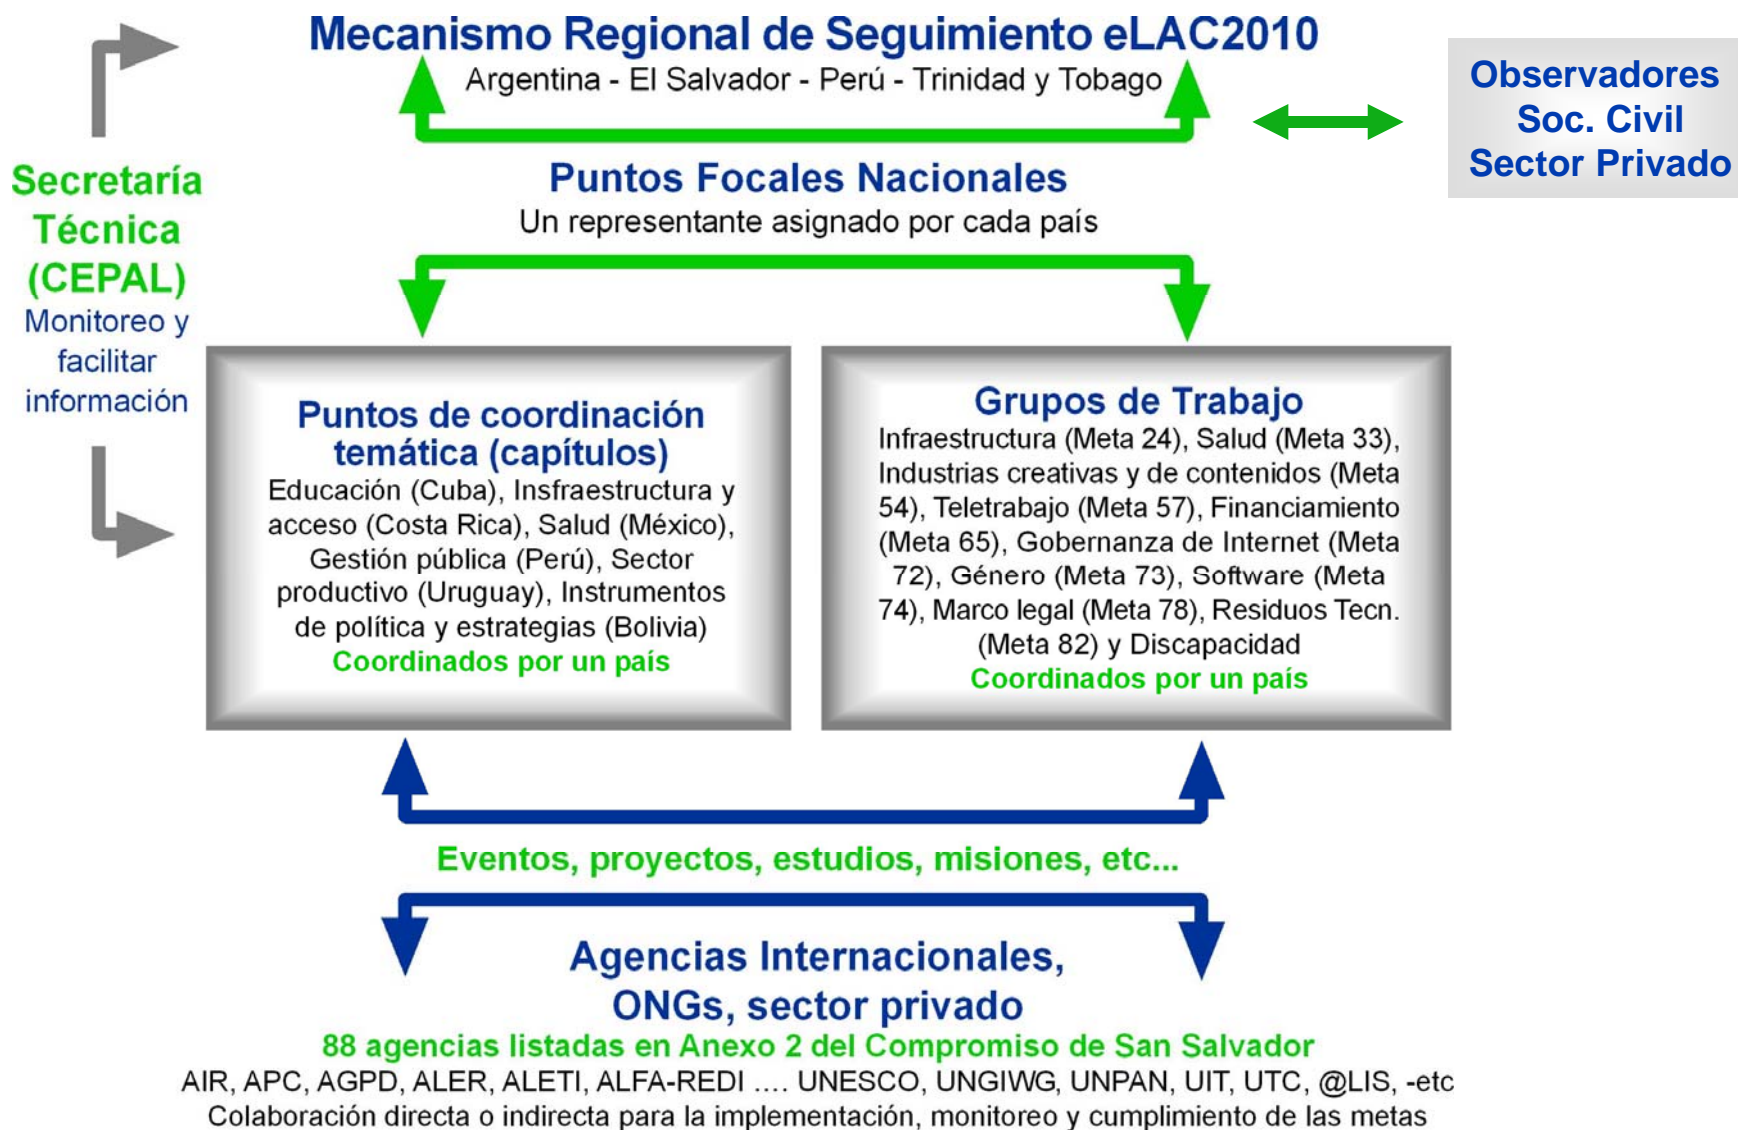 Mecanismo Regional de Seguimiento eLAC2010
Argentina - El Salvador - Perú - Trinidad y Tobago
Observadores
Soc. Civil
Sector Privado
Puntos Focales Nacionales
Un representante asignado por cada país
Secretaría
Técnica
(CEPAL)
Monitoreo y
facilitar
información
Puntos de coordinación
temática (capítulos)
Educación (Cuba), Insfraestructura y
acceso (Costa Rica), Salud (México),
Gestión pública (Perú), Sector
productivo (Uruguay), Instrumentos
de política y estrategias (Bolivia)
Coordinados por un país
Grupos de Trabajo
Infraestructura (Meta 24), Salud (Meta 33),
Industrias creativas y de contenidos (Meta
54), Teletrabajo (Meta 57), Financiamiento
(Meta 65), Gobernanza de Internet (Meta
72), Género (Meta 73), Software (Meta
74), Marco legal (Meta 78), Residuos Tecn.
(Meta 82) y Discapacidad
Coordinados por un país
Eventos, proyectos, estudios, misiones, etc...
Agencias Internacionales,
ONGs, sector privado
88 agencias listadas en Anexo 2 del Compromiso de San Salvador
AIR, APC, AGPD, ALER, ALETI, ALFA-REDI .... UNESCO, UNGIWG, UNPAN, UIT, UTC, @LIS, -etc
Colaboración directa o indirecta para la implementación, monitoreo y cumplimiento de las metas